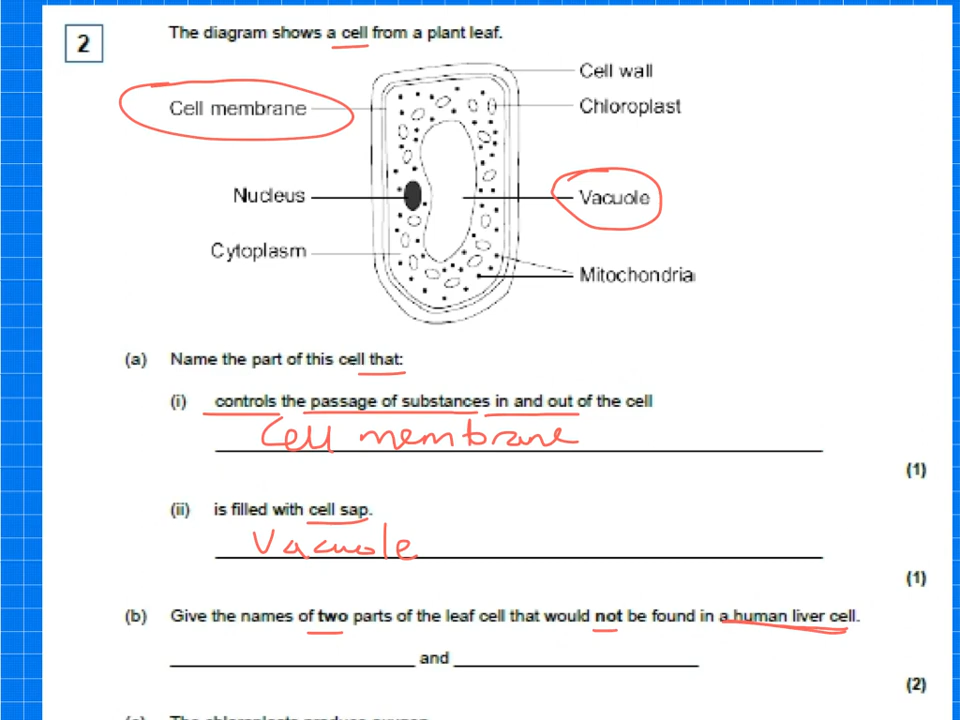 2
The diagram shows a cell from a plant leaf.
Cell wall
Cell membrane
Chloroplast
Nucleus
Vacuole
Cytoplasm
Mitochondria
(a) Name the part of this cell that:
(i) controls the passage of substances in and out of the cell
Cell membrane
(1)
(ii) is filled with cell sap.
Vacuole
(1)
(b) Give the names of two parts of the leaf cell that would not be found in a human liver cell.
and
(2)